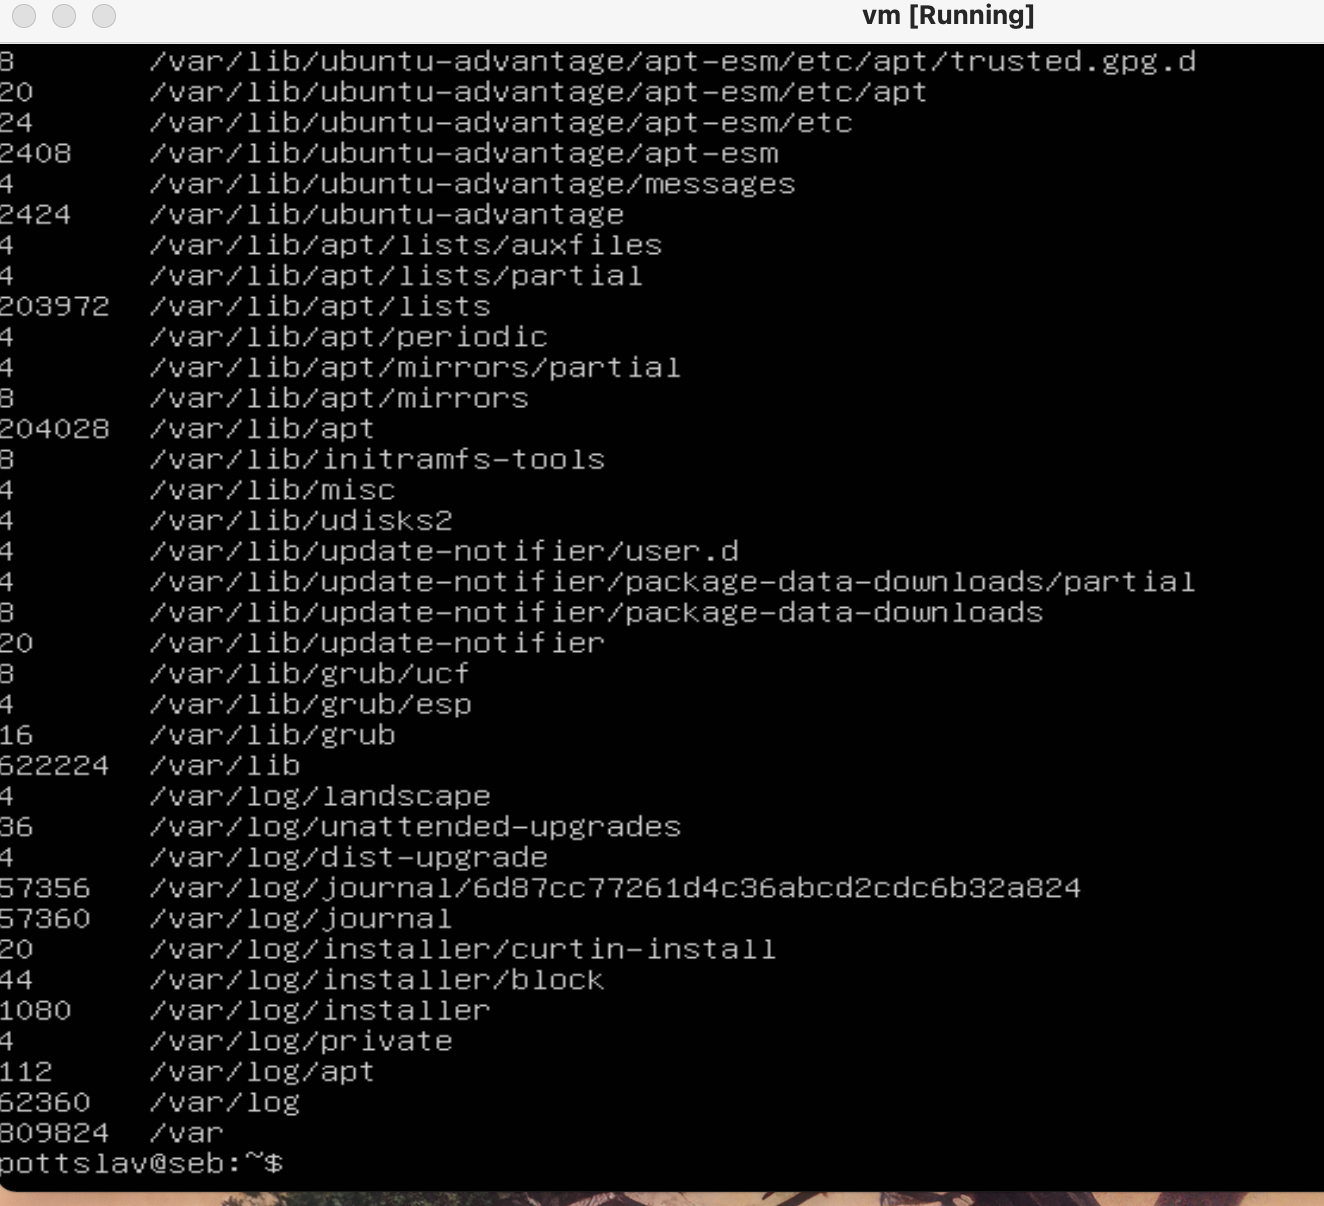 vm [Running]
8 /var/lib/ubuntu-advantage/apt-esm/etc/apt/trusted.gpg.d
20 /var/lib/ubuntu-advantage/apt-esm/etc/apt
24 /var/lib/ubuntu-advantage/apt-esm/etc
2408 /var/lib/ubuntu-advantage/apt-esm
4 /var/lib/ubuntu-advantage/messages
2424 /var/lib/ubuntu-advantage
4 /var/lib/apt/lists/auxfiles
4 /var/lib/apt/lists/partial
203972 /var/lib/apt/lists
4 /var/lib/apt/periodic
4 /var/lib/apt/mirrors/partial
8 /var/lib/apt/mirrors
204028 /var/lib/apt
8 /var/lib/initramfs-tools
4 /var/lib/misc
4 /var/lib/udisks2
4 /var/lib/update-notifier/user.d
4 /var/lib/update-notifier/package-data-downloads/partial
8 /var/lib/update-notifier/package-data-downloads
20 /var/lib/update-notifier
8 /var/lib/grub/ucf
4 /var/lib/grub/esp
16 /var/lib/grub
622224 /var/lib
4 /var/log/landscape
36 /var/log/unattended-upgrades
4 /var/log/dist-upgrade
57356 /var/log/journal/6d87cc77261d4c36abcd2cdc6b32a824
57360 /var/log/journal
20 /var/log/installer/curtin-install
44 /var/log/installer/block
1080 /var/log/installer
4 /var/log/private
112 /var/log/apt
62360 /var/log
809824 /var
pottslav@seb:~$